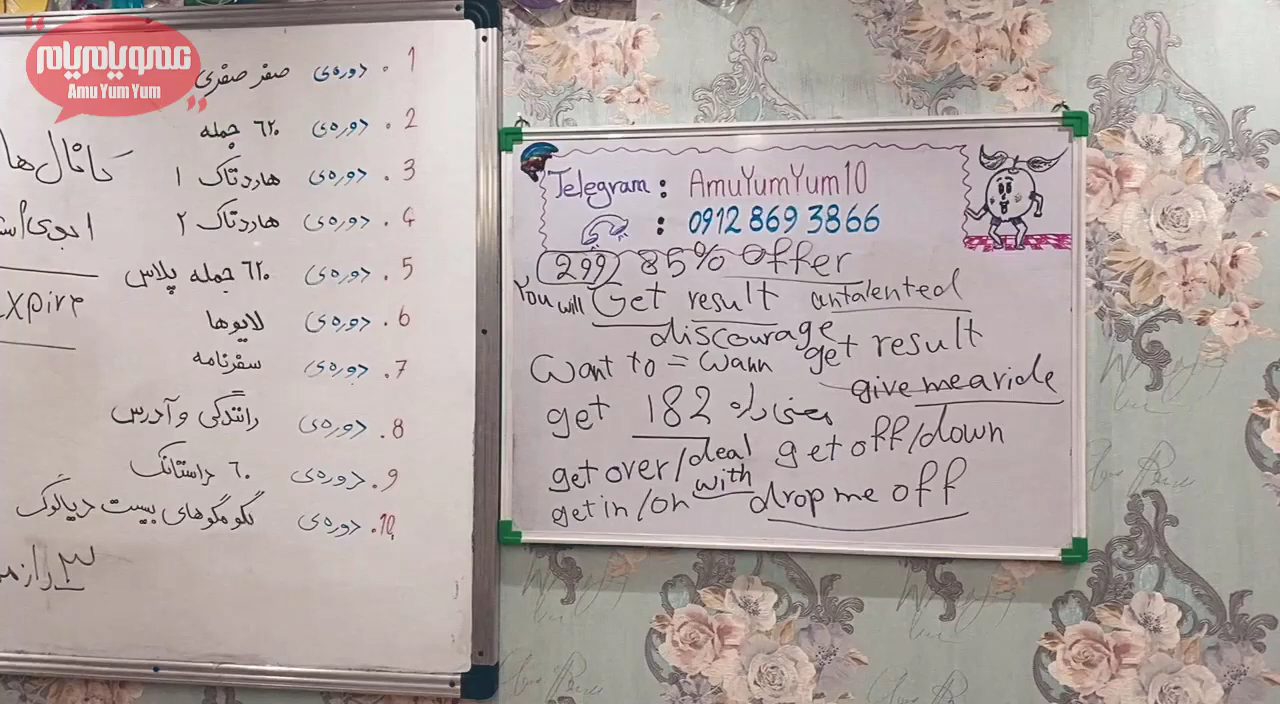 عمویامیام
Amu Yum Yum
1. دوره‌ی صفر صفری
2. دوره‌ی ۶۲۰ جمله
3. دوره‌ی هاردتاک ۱
4. دوره‌ی هاردتاک ۲
5. دوره‌ی ۶۲۰ جمله پلاس
6. دوره‌ی لایوها
7. دوره‌ی سفرنامه
8. دوره‌ی رانندگی و آدرس
9. دوره‌ی ۶۰ داستانک
10. دوره‌ی گفتگوهای بیست دیالوگ
کانال ها
Telegram : AmuYumYum10
: 0912 869 3866
299 85% offer
You will Get result untalented
discourage
want to = wann get result
give me a ride
get 182 معنی داره
get over/deal with get off/down
get in/on drop me off